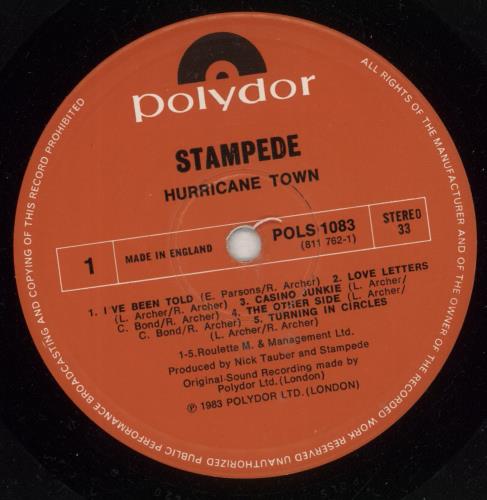 polydor
STAMPEDE
HURRICANE TOWN
POLS 1083
(811 762-1)
STEREO
33
1
MADE IN ENGLAND
1. I'VE BEEN TOLD (E. Parsons/R. Archer) 2. LOVE LETTERS
(L. Archer/R. Archer) 3. CASINO JUNKIE (L. Archer/
C. Bond/R. Archer) 4. THE OTHER SIDE (L. Archer/
C. Bond/R. Archer) 5. TURNING IN CIRCLES
(L. Archer/R. Archer)
1-5.Roulette M. & Management Ltd.
Produced by Nick Tauber and Stampede
Original Sound Recording made by
Polydor Ltd.(London)
℗ 1983 POLYDOR LTD.(LONDON)
ALL RIGHTS OF THE MANUFACTURER AND OF THE OWNER OF THE RECORDED WORK RESERVED UNAUTHORIZED PUBLIC PERFORMANCE BROADCASTING AND COPYING OF THIS RECORD PROHIBITED